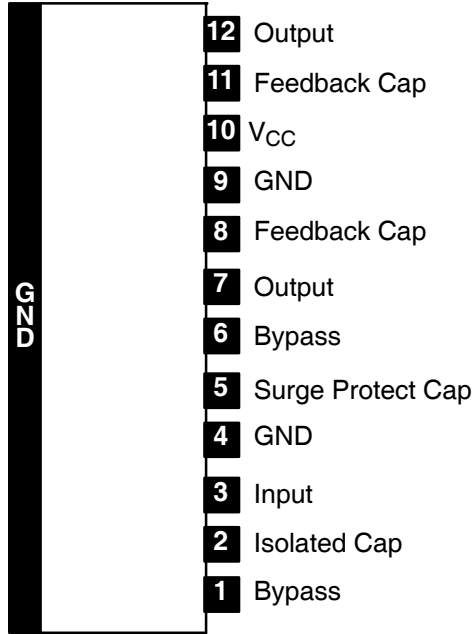 12 Output
11 Feedback Cap
10 VCC
9 GND
8 Feedback Cap
7 Output
GND
6 Bypass
5 Surge Protect Cap
4 GND
3 Input
2 Isolated Cap
1 Bypass